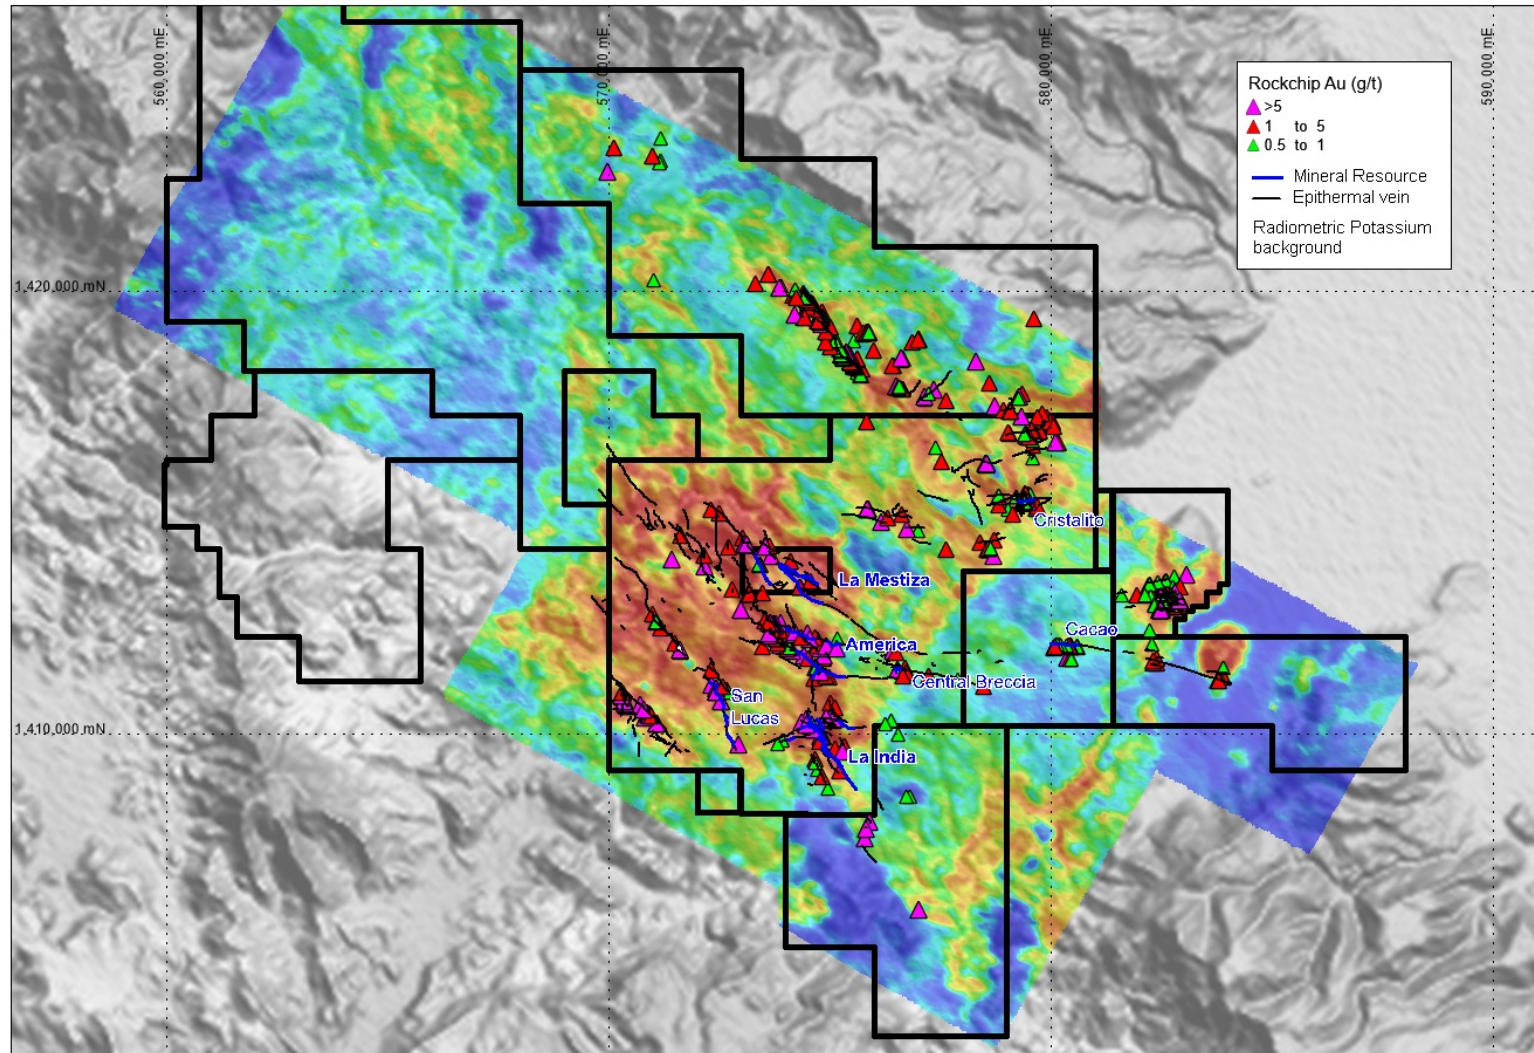 560,000 mE
570,000 mE
580,000 mE
590,000 mE
Rockchip Au (g/t)
>5
1 to 5
0.5 to 1
Mineral Resource
Epithermal vein
Radiometric Potassium
background
1,420,000 mN
Cristalito
La Mestiza
Cacao
America
Central Breccia
San
Lucas
1,410,000 mN
La India